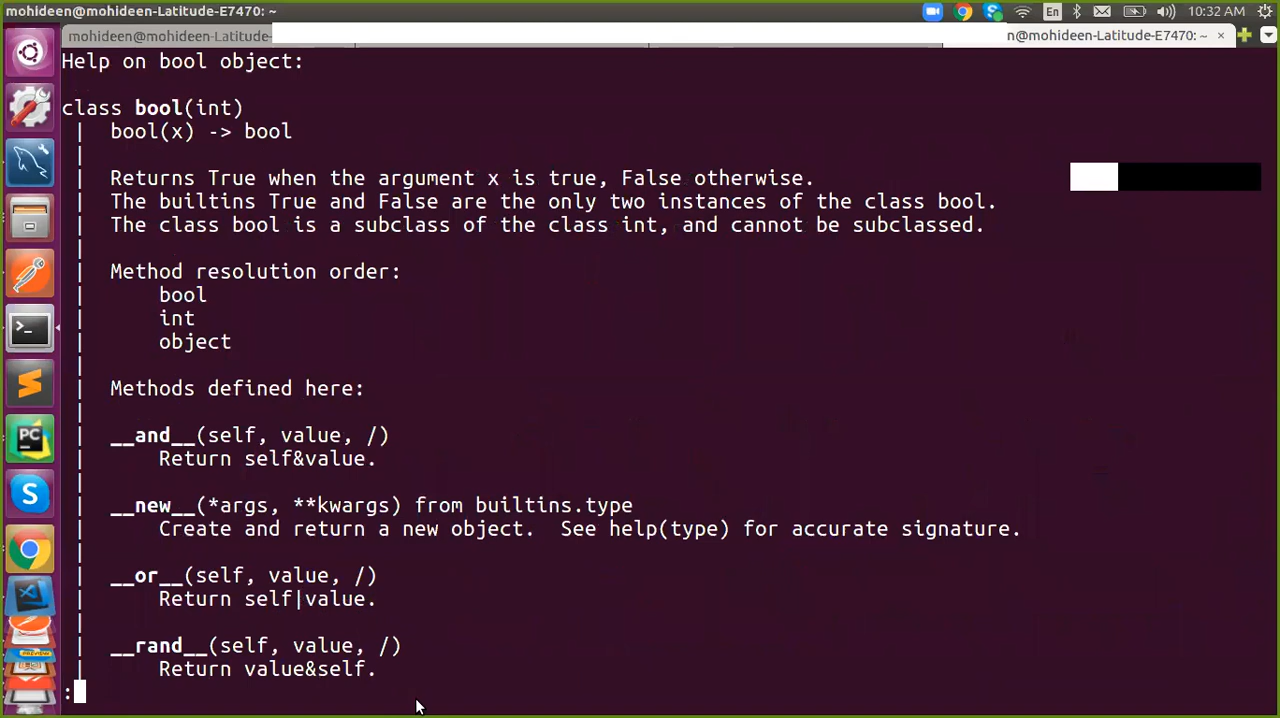 mohideen@mohideen-Latitude-E7470: ~
En
10:32 AM
mohideen@mohideen-Latitude-
n@mohideen-Latitude-E7470: ~
Help on bool object:
class bool(int)
 |  bool(x) -> bool
 |
 |  Returns True when the argument x is true, False otherwise.
 |  The builtins True and False are the only two instances of the class bool.
 |  The class bool is a subclass of the class int, and cannot be subclassed.
 |
 |  Method resolution order:
 |      bool
 |      int
 |      object
 |
 |  Methods defined here:
 |
 |  __and__(self, value, /)
 |      Return self&value.
 |
 |  __new__(*args, **kwargs) from builtins.type
 |      Create and return a new object.  See help(type) for accurate signature.
 |
 |  __or__(self, value, /)
 |      Return self|value.
 |
 |  __rand__(self, value, /)
 |      Return value&self.
:
PC
S